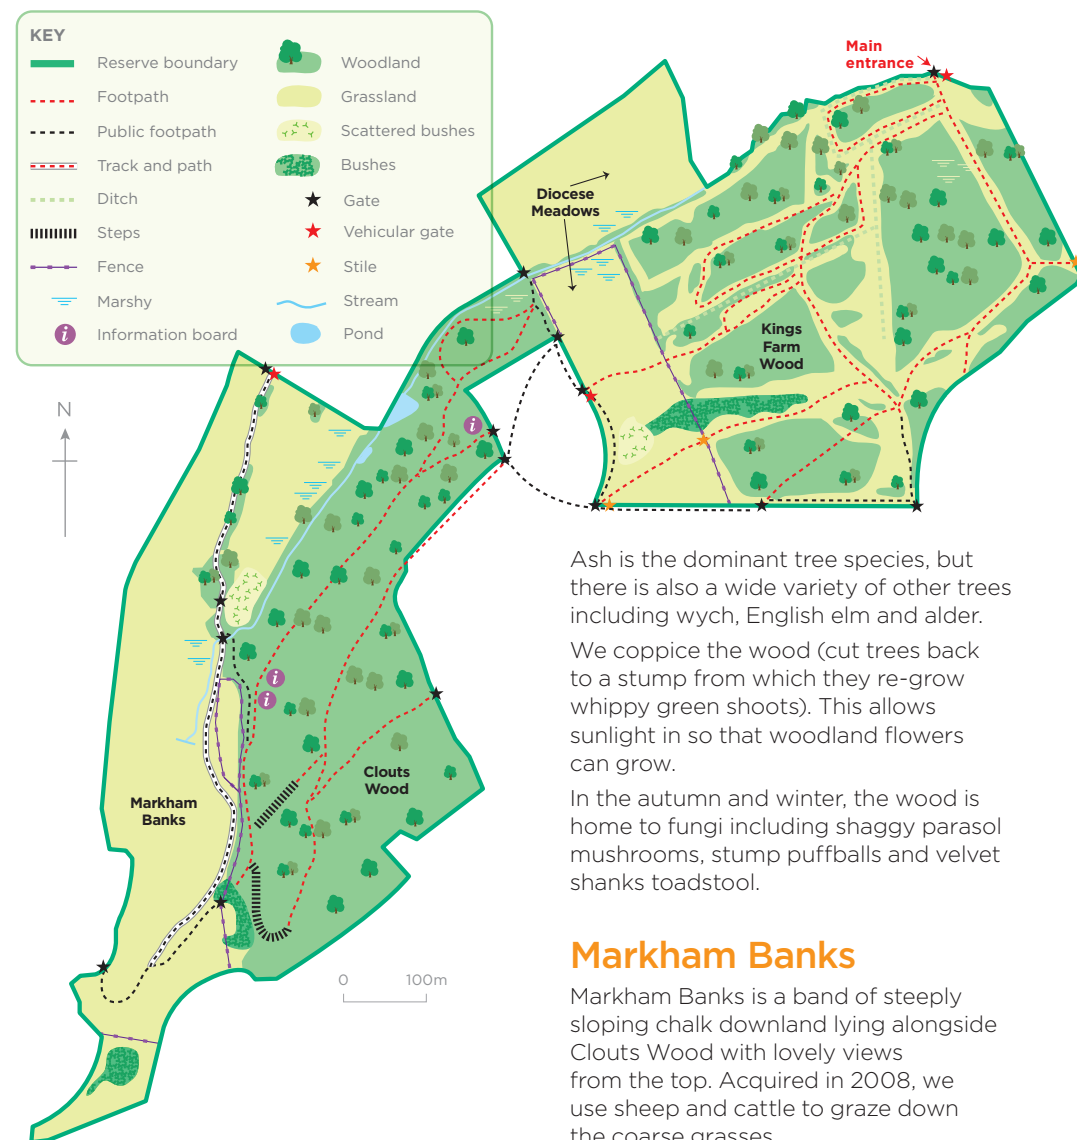 KEY
Reserve boundary
Footpath
Public footpath
Track and path
Ditch
Steps
Fence
Marshy
i Information board
Woodland
Grassland
Scattered bushes
Bushes
Gate
Vehicular gate
Stile
Stream
Pond
Main
entrance
Diocese
Meadows
Kings
Farm
Wood
N
i
i
i
Clouts
Wood
Markham
Banks
0 100m
Ash is the dominant tree species, but
there is also a wide variety of other trees
including wych, English elm and alder.
We coppice the wood (cut trees back
to a stump from which they re-grow
whippy green shoots). This allows
sunlight in so that woodland flowers
can grow.
In the autumn and winter, the wood is
home to fungi including shaggy parasol
mushrooms, stump puffballs and velvet
shanks toadstool.
Markham Banks
Markham Banks is a band of steeply
sloping chalk downland lying alongside
Clouts Wood with lovely views
from the top. Acquired in 2008, we
use sheep and cattle to graze down
the coarse grasses